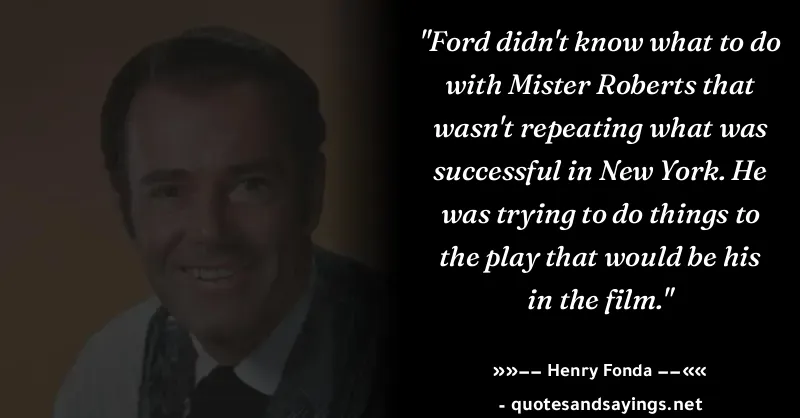 "Ford didn't know what to do
with Mister Roberts that
wasn't repeating what was
successful in New York. He
was trying to do things to
the play that would be his
in the film."
»»−− Henry Fonda −−««
- quotesandsayings.net